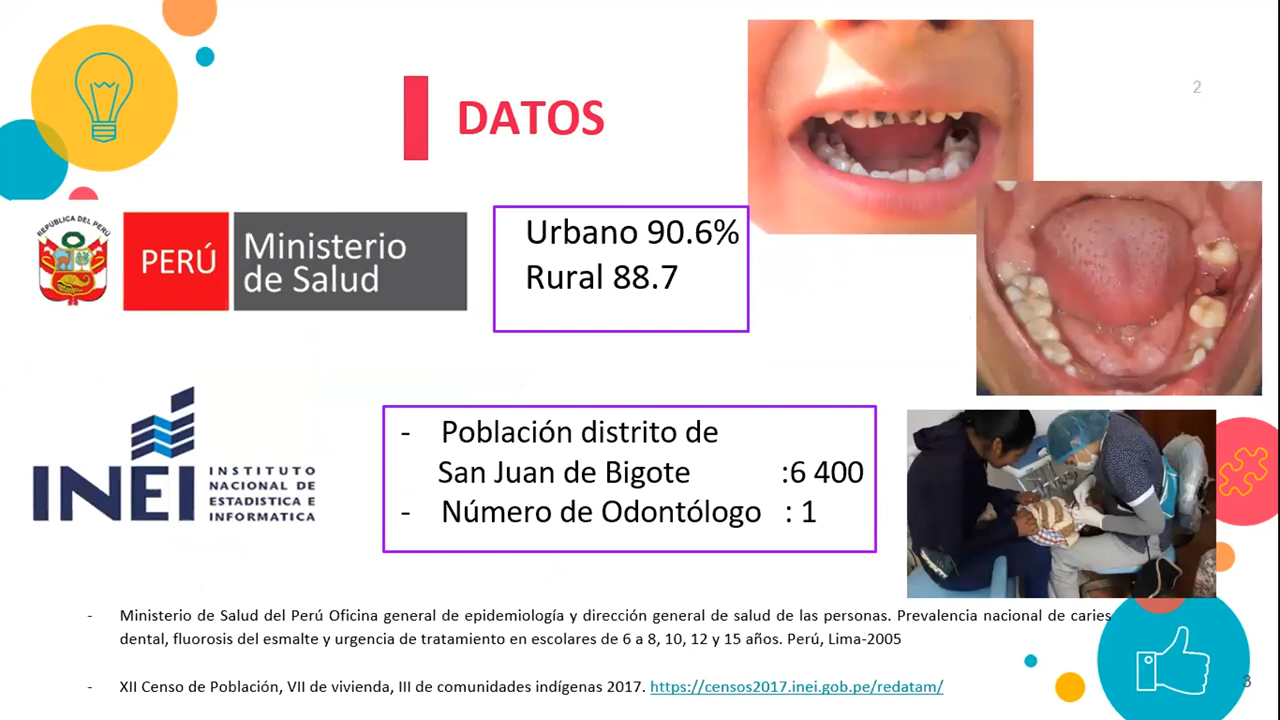 2
DATOS
REPÚBLICA DEL PERÚ
PERÚ
Ministerio
de Salud
Urbano 90.6%
Rural 88.7
INEI
INSTITUTO
NACIONAL DE
ESTADISTICA E
INFORMATICA
- Población distrito de
San Juan de Bigote :6 400
- Número de Odontólogo : 1
- Ministerio de Salud del Perú Oficina general de epidemiología y dirección general de salud de las personas. Prevalencia nacional de caries
dental, fluorosis del esmalte y urgencia de tratamiento en escolares de 6 a 8, 10, 12 y 15 años. Perú, Lima-2005
- XII Censo de Población, VII de vivienda, III de comunidades indígenas 2017. https://censos2017.inei.gob.pe/redatam/
3